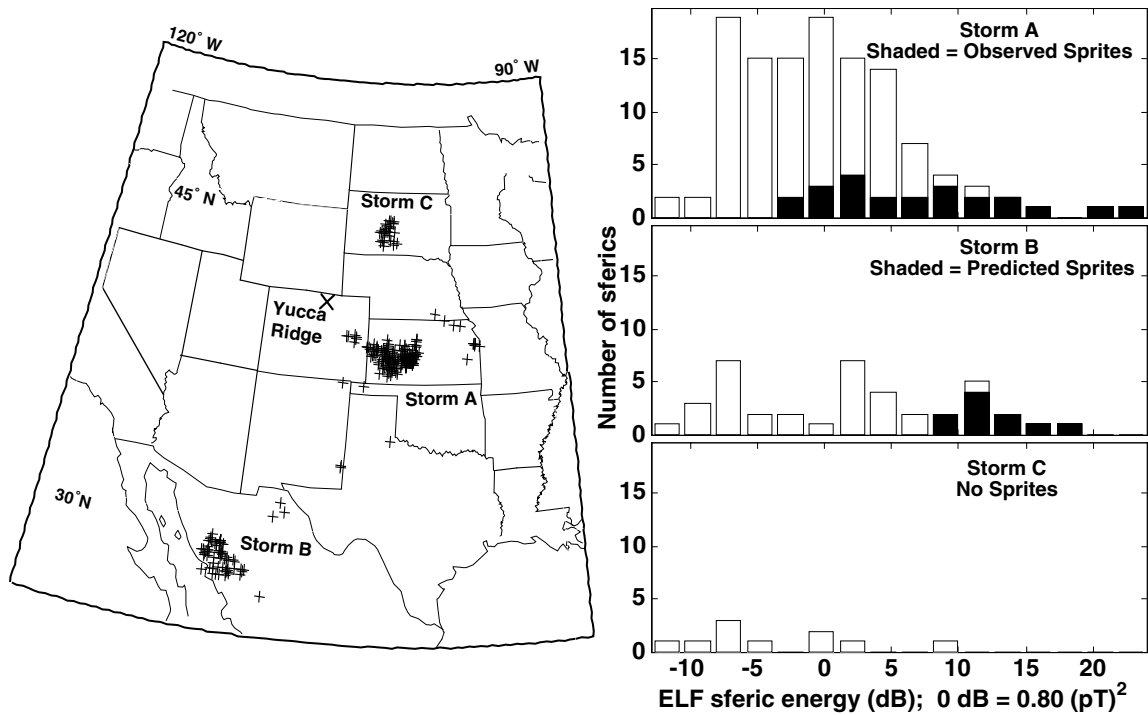 120° W
90° W
45° N
Storm C
Yucca
Ridge
Storm A
30°N
Storm B
Storm A
Shaded = Observed Sprites
15
10
5
0
Storm B
Shaded = Predicted Sprites
15
10
5
0
Storm C
No Sprites
15
10
5
0
Number of sferics
-10 -5 0 5 10 15 20
ELF sferic energy (dB); 0 dB = 0.80 (pT)²